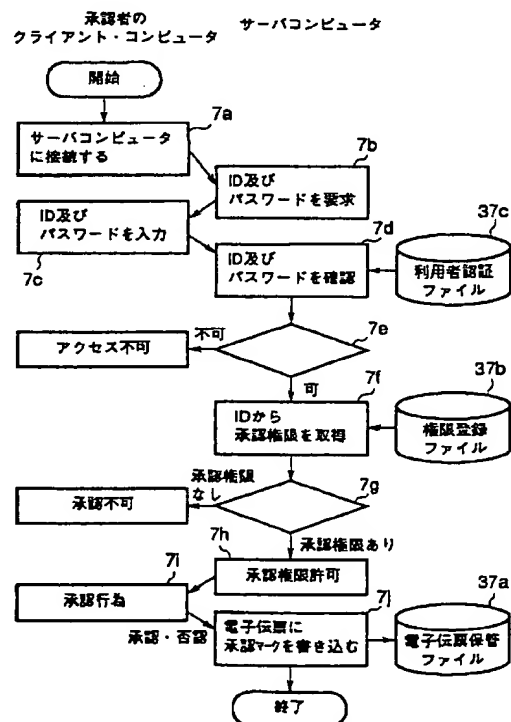 承認者の
クライアント・コンピュータ
サーバコンピュータ
開始
7a
サーバコンピュータ
に接続する
7b
ID及び
パスワードを要求
ID及び
パスワードを入力
7c
7d
ID及び
パスワードを確認
37c
利用者認証
ファイル
7e
不可
アクセス不可
可
7f
IDから
承認権限を取得
37b
権限登録
ファイル
7g
承認権限
なし
承認不可
承認権限あり
7h
承認権限許可
7i
承認行為
承認・否認
7j
電子伝票に
承認マークを書き込む
37a
電子伝票保管
ファイル
終了